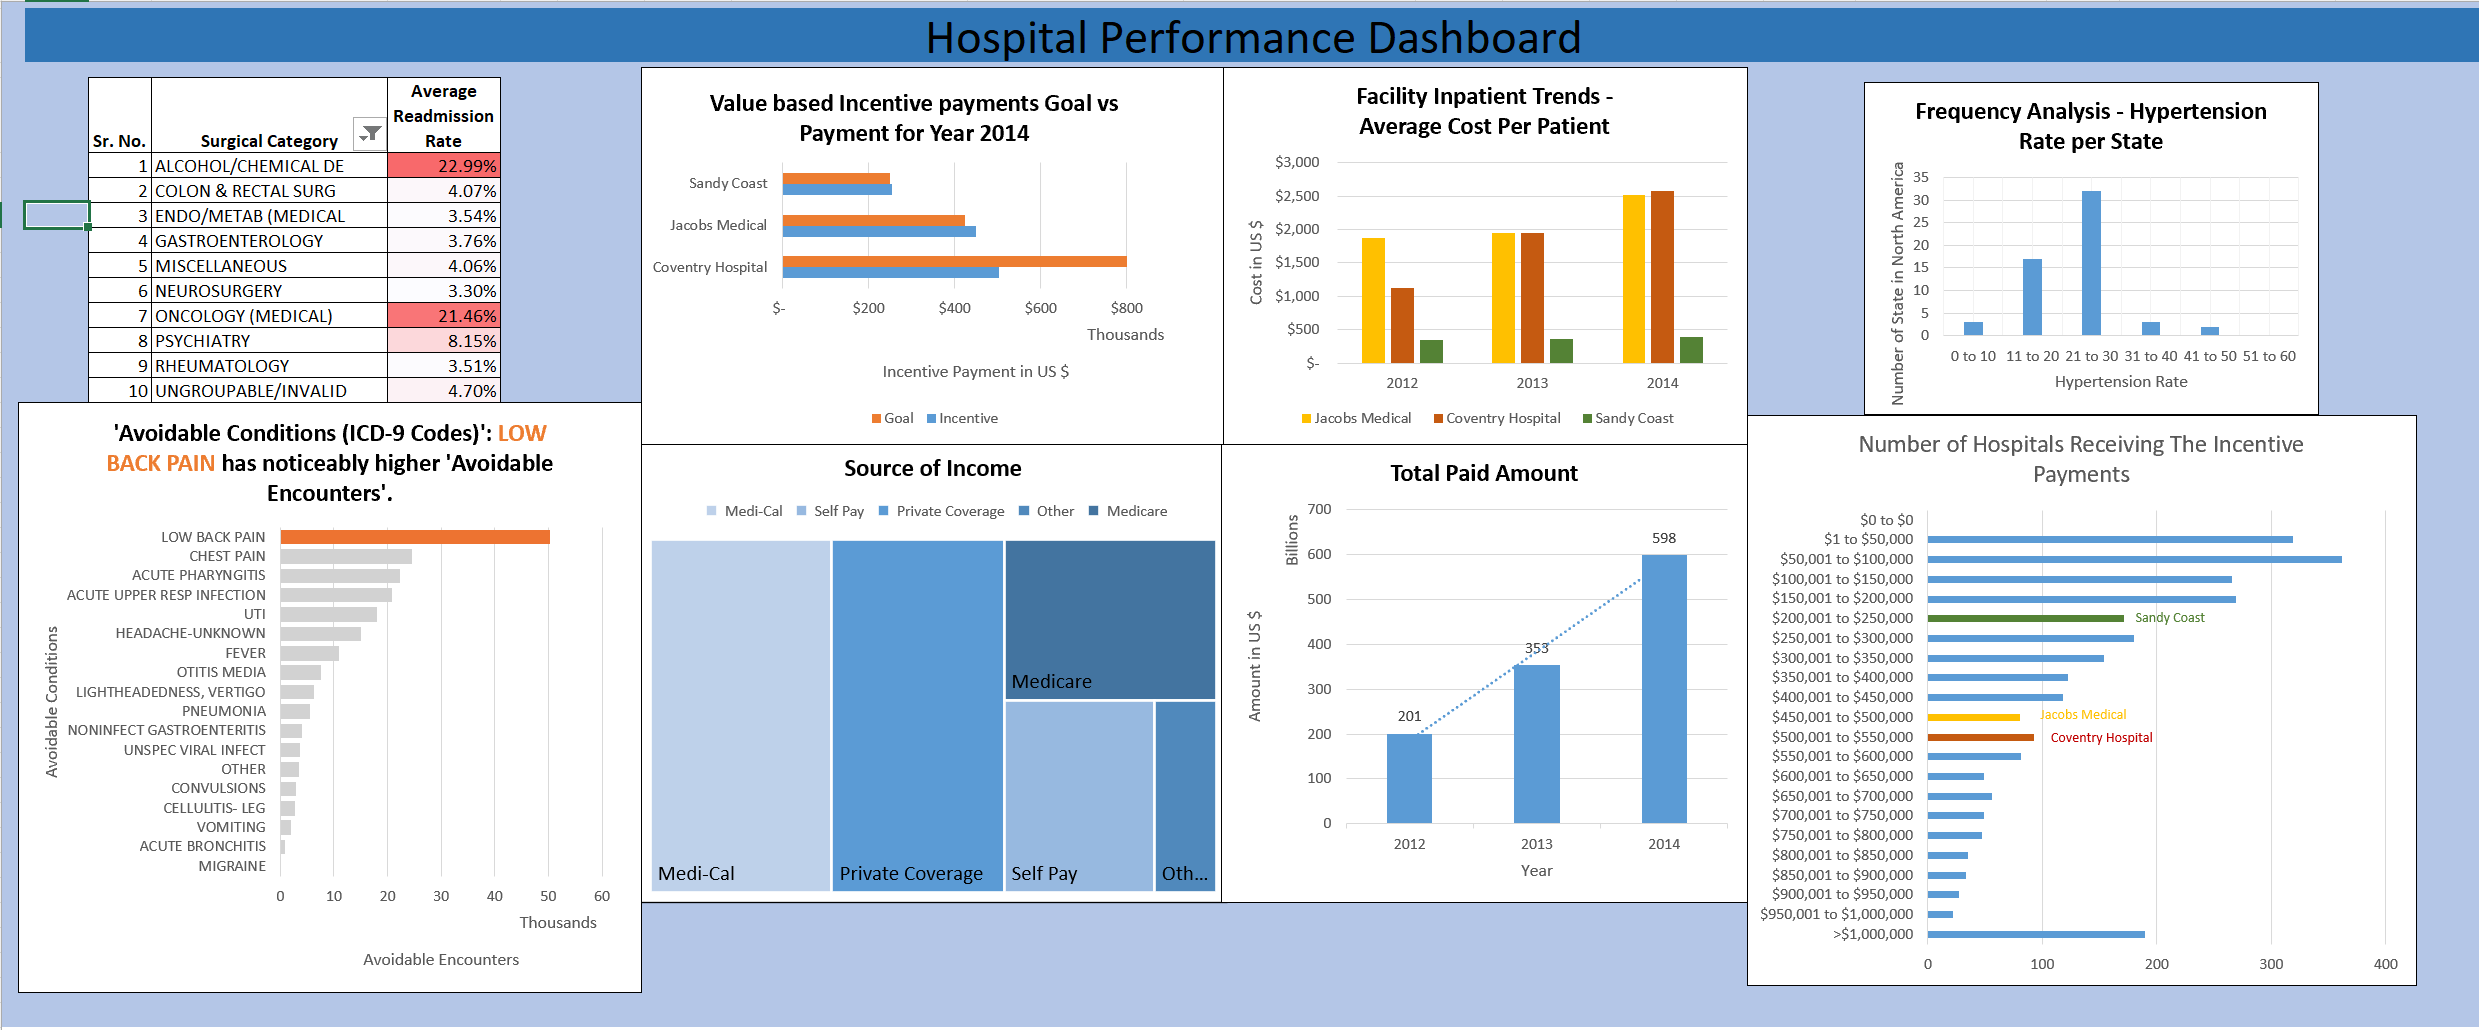 Hospital Performance Dashboard
Average
Readmission
Sr. No. Surgical Category Rate
1 ALCOHOL/CHEMICAL DE 22.99%
2 COLON & RECTAL SURG 4.07%
3 ENDO/METAB (MEDICAL 3.54%
4 GASTROENTEROLOGY 3.76%
5 MISCELLANEOUS 4.06%
6 NEUROSURGERY 3.30%
7 ONCOLOGY (MEDICAL) 21.46%
8 PSYCHIATRY 8.15%
9 RHEUMATOLOGY 3.51%
10 UNGROUPABLE/INVALID 4.70%
Value based Incentive payments Goal vs
Payment for Year 2014
Sandy Coast
Jacobs Medical
Coventry Hospital
$- $200 $400 $600 $800
Thousands
Incentive Payment in US $
Goal Incentive
Facility Inpatient Trends -
Average Cost Per Patient
Cost in US $
$3,000
$2,500
$2,000
$1,500
$1,000
$500
$-
2012 2013 2014
Jacobs Medical Coventry Hospital Sandy Coast
Frequency Analysis - Hypertension
Rate per State
Number of State in North America
35
30
25
20
15
10
5
0
0 to 10 11 to 20 21 to 30 31 to 40 41 to 50 51 to 60
Hypertension Rate
'Avoidable Conditions (ICD-9 Codes)': LOW
BACK PAIN has noticeably higher 'Avoidable
Encounters'.
Avoidable Conditions
LOW BACK PAIN
CHEST PAIN
ACUTE PHARYNGITIS
ACUTE UPPER RESP INFECTION
UTI
HEADACHE-UNKNOWN
FEVER
OTITIS MEDIA
LIGHTHEADEDNESS, VERTIGO
PNEUMONIA
NONINFECT GASTROENTERITIS
UNSPEC VIRAL INFECT
OTHER
CONVULSIONS
CELLULITIS- LEG
VOMITING
ACUTE BRONCHITIS
MIGRAINE
0 10 20 30 40 50 60
Thousands
Avoidable Encounters
Source of Income
Medi-Cal Self Pay Private Coverage Other Medicare
Medicare
Medi-Cal Private Coverage Self Pay Oth...
Total Paid Amount
Billions
Amount in US $
700
600
500
400
300
200
100
0
201
353
598
2012 2013 2014
Year
Number of Hospitals Receiving The Incentive
Payments
$0 to $0
$1 to $50,000
$50,001 to $100,000
$100,001 to $150,000
$150,001 to $200,000
$200,001 to $250,000 Sandy Coast
$250,001 to $300,000
$300,001 to $350,000
$350,001 to $400,000
$400,001 to $450,000
$450,001 to $500,000 Jacobs Medical
$500,001 to $550,000 Coventry Hospital
$550,001 to $600,000
$600,001 to $650,000
$650,001 to $700,000
$700,001 to $750,000
$750,001 to $800,000
$800,001 to $850,000
$850,001 to $900,000
$900,001 to $950,000
$950,001 to $1,000,000
>$1,000,000
0 100 200 300 400